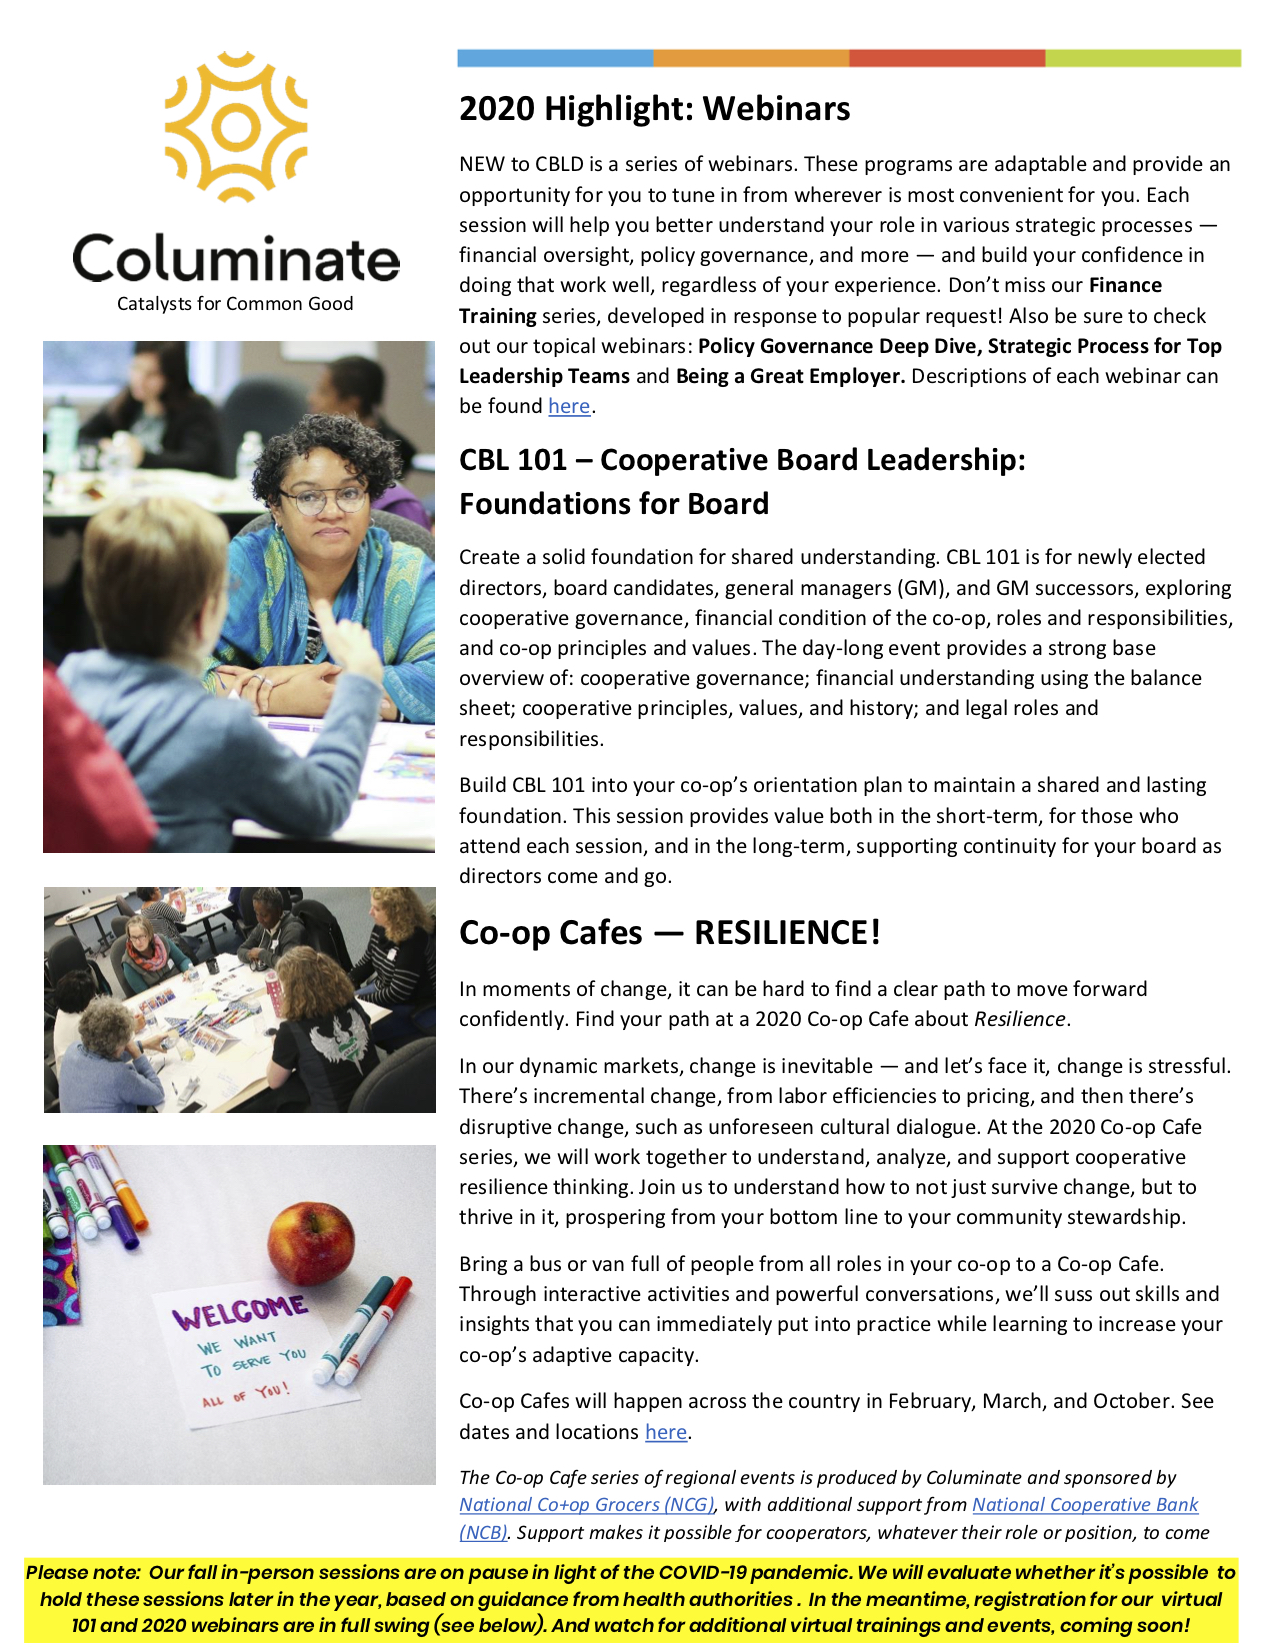 Columinate
Catalysts for Common Good
2020 Highlight: Webinars
NEW to CBLD is a series of webinars. These programs are adaptable and provide an
opportunity for you to tune in from wherever is most convenient for you. Each
session will help you better understand your role in various strategic processes —
financial oversight, policy governance, and more — and build your confidence in
doing that work well, regardless of your experience. Don’t miss our Finance
Training series, developed in response to popular request! Also be sure to check
out our topical webinars: Policy Governance Deep Dive, Strategic Process for Top
Leadership Teams and Being a Great Employer. Descriptions of each webinar can
be found here.
CBL 101 – Cooperative Board Leadership:
Foundations for Board
Create a solid foundation for shared understanding. CBL 101 is for newly elected
directors, board candidates, general managers (GM), and GM successors, exploring
cooperative governance, financial condition of the co-op, roles and responsibilities,
and co-op principles and values. The day-long event provides a strong base
overview of: cooperative governance; financial understanding using the balance
sheet; cooperative principles, values, and history; and legal roles and
responsibilities.
Build CBL 101 into your co-op’s orientation plan to maintain a shared and lasting
foundation. This session provides value both in the short-term, for those who
attend each session, and in the long-term, supporting continuity for your board as
directors come and go.
Co-op Cafes — RESILIENCE!
In moments of change, it can be hard to find a clear path to move forward
confidently. Find your path at a 2020 Co-op Cafe about Resilience.
In our dynamic markets, change is inevitable — and let’s face it, change is stressful.
There’s incremental change, from labor efficiencies to pricing, and then there’s
disruptive change, such as unforeseen cultural dialogue. At the 2020 Co-op Cafe
series, we will work together to understand, analyze, and support cooperative
resilience thinking. Join us to understand how to not just survive change, but to
thrive in it, prospering from your bottom line to your community stewardship.
Bring a bus or van full of people from all roles in your co-op to a Co-op Cafe.
Through interactive activities and powerful conversations, we’ll suss out skills and
insights that you can immediately put into practice while learning to increase your
co-op’s adaptive capacity.
Co-op Cafes will happen across the country in February, March, and October. See
dates and locations here.
The Co-op Cafe series of regional events is produced by Columinate and sponsored by
National Co+op Grocers (NCG), with additional support from National Cooperative Bank
(NCB). Support makes it possible for cooperators, whatever their role or position, to come
WELCOME
WE WANT
TO SERVE YOU
ALL OF YOU!
Please note: Our fall in-person sessions are on pause in light of the COVID-19 pandemic. We will evaluate whether it’s possible to
hold these sessions later in the year, based on guidance from health authorities . In the meantime, registration for our virtual
101 and 2020 webinars are in full swing (see below). And watch for additional virtual trainings and events, coming soon!